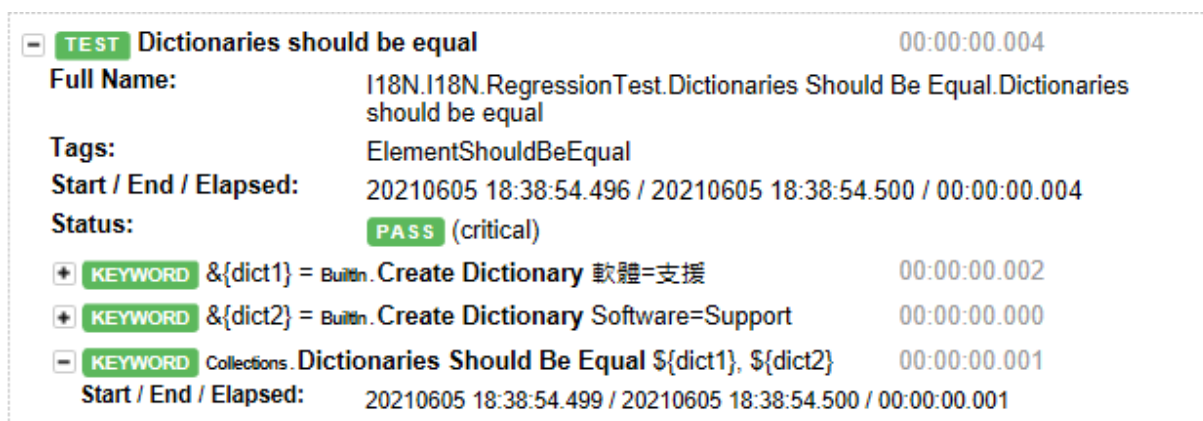 TEST Dictionaries should be equal 00:00:00.004
Full Name: I18N.I18N.RegressionTest.Dictionaries Should Be Equal.Dictionaries
should be equal
Tags: ElementShouldBeEqual
Start / End / Elapsed: 20210605 18:38:54.496 / 20210605 18:38:54.500 / 00:00:00.004
Status: PASS (critical)
KEYWORD &{dict1} = BuiltIn.Create Dictionary 軟體=支援 00:00:00.002
KEYWORD &{dict2} = BuiltIn.Create Dictionary Software=Support 00:00:00.000
KEYWORD Collections.Dictionaries Should Be Equal ${dict1}, ${dict2} 00:00:00.001
Start / End / Elapsed: 20210605 18:38:54.499 / 20210605 18:38:54.500 / 00:00:00.001